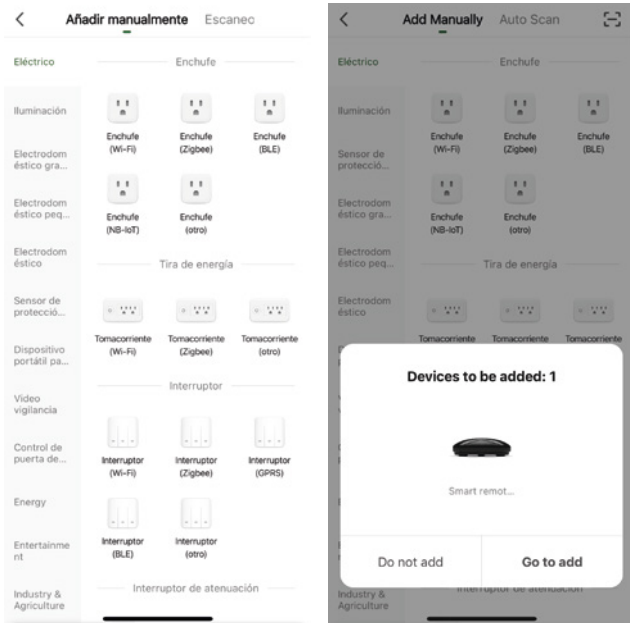 Añadir manualmente Escaneo
Eléctrico
Enchufe
Iluminación
Enchufe
(Wi-Fi)
Enchufe
(Zigbee)
Enchufe
(BLE)
Electrodom
éstico gra...
Electrodom
éstico peq...
Enchufe
(NB-IoT)
Enchufe
(otro)
Electrodom
éstico
Tira de energía
Sensor de
protecció...
Tomacorriente
(Wi-Fi)
Tomacorriente
(Zigbee)
Tomacorriente
(otro)
Dispositivo
portátil pa...
Interruptor
Video
vigilancia
Control de
puerta de...
Interruptor
(Wi-Fi)
Interruptor
(Zigbee)
Interruptor
(GPRS)
Energy
Interruptor
(BLE)
Interruptor
(otro)
Entertainme
nt
Industry &
Agriculture
Interruptor de atenuación
Add Manually Auto Scan
Eléctrico
Enchufe
Iluminación
Enchufe
(Wi-Fi)
Enchufe
(Zigbee)
Enchufe
(BLE)
Sensor de
protecció...
Electrodom
éstico gra...
Enchufe
(NB-IoT)
Enchufe
(otro)
Electrodom
éstico peq...
Tira de energía
Electrodom
éstico
Tomacorriente
Tomacorriente
Tomacorriente
Devices to be added: 1
Smart remot...
Do not add
Go to add
Interruptor de atenuación
Industry &
Agriculture